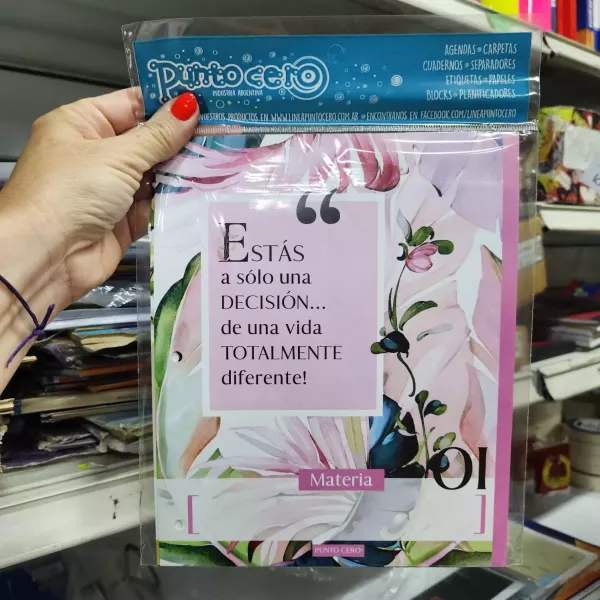 Punto cero
INDUSTRIA ARGENTINA
AGENDAS - CARPETAS
CUADERNOS - SEPARADORES
ETIQUETAS - PAPELES
BLOCKS - PLANIFICADORES
NUESTROS PRODUCTOS EN WWW.LINEAPUNTOCERO.COM.AR - ENCONTRANOS EN FACEBOOK.COM/LINEAPUNTOCERO
“
ESTÁS
a sólo una
DECISIÓN...
de una vida
TOTALMENTE
diferente!
Materia
01
[ ]
PUNTO CERO